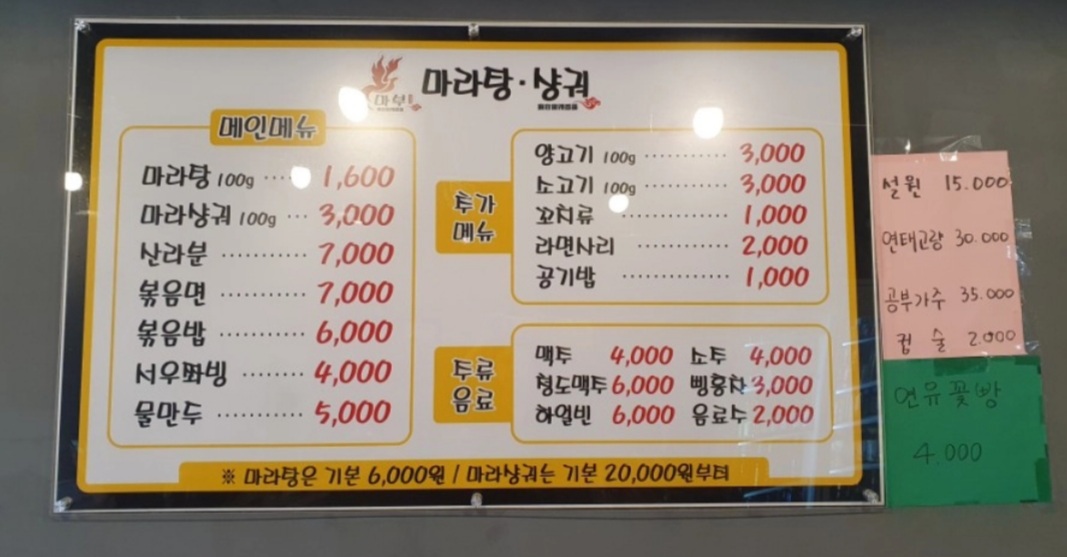 마라탕·샹궈
메인메뉴
마라탕 100g ··· 1,600
마라샹궈 100g ··· 3,000
산라분 ·········· 7,000
볶음면 ·········· 7,000
볶음밥 ·········· 6,000
서우좌빙 ·········· 4,000
물만두 ·········· 5,000
추가
메뉴
양고기 100g ·········· 3,000
소고기 100g ·········· 3,000
꼬치류 ·········· 1,000
라면사리 ·········· 2,000
공기밥 ·········· 1,000
주류
음료
맥주 4,000 소주 4,000
청도맥주 6,000 삥홍차 3,000
하얼빈 6,000 음료수 2,000
※ 마라탕은 기본 6,000원 / 마라샹궈는 기본 20,000원부터
설원 15.000
연태고량 30.000
공부가주 35.000
컵 술 2.000
연유꽃빵
4.000